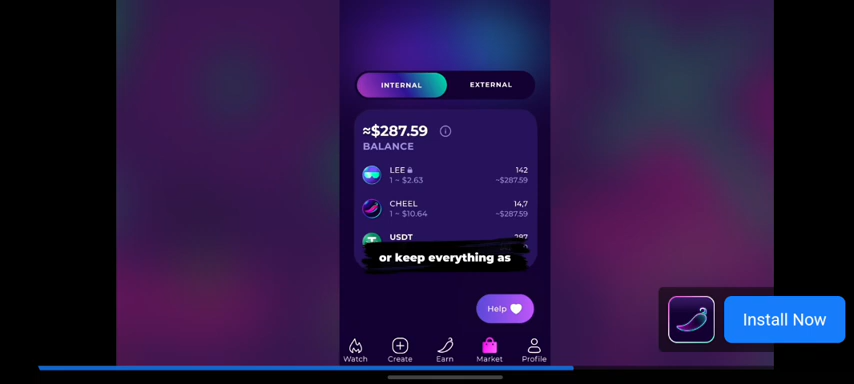 INTERNAL EXTERNAL
≈$287.59
BALANCE
LEE 142
1 ~ $2.63 ~$287.59
CHEEL 14,7
1 ~ $10.64 ~$287.59
USDT
or keep everything as
Help
Install Now
Watch Create Earn Market Profile